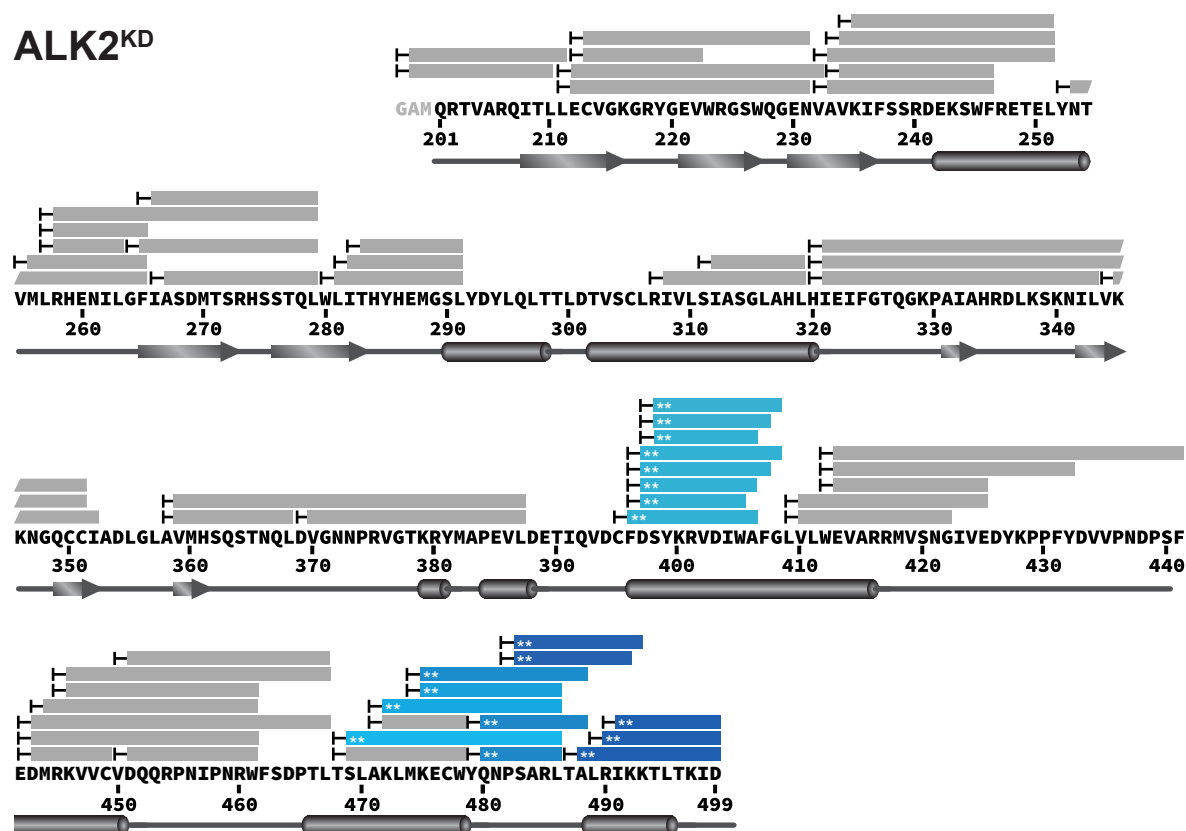 ALK2KD
GAMQRTVARQITLLECVGKGRYGEVWRGSWQGENVAVKIFSSRDEKSWFRETELYNT
201 210 220 230 240 250
VMLRHENILGFIASDMTSRHSSTQLWLITHYHEMGSLYDYLQLTTLDTVSCLRIVLSIASGLAHLHIEIFGTQGKPAIAHRDLKSKNILVK
260 270 280 290 300 310 320 330 340
**
**
**
**
**
**
**
**
KNGQCCIADLGLAVMHSQSTNQLDVGNNPRVGTKRYMAPEVLDETIQVDCFDSYKRVDIWAFGLVLWEVARRMVSNGIVEDYKPPFYDVVPNDPSF
350 360 370 380 390 400 410 420 430 440
**
**
**
**
**
** **
** **
** **
EDMRKVVCVDQQRPNIPNRWFSDPTLTSLAKLMKECWYQNPSARLTALRIKKTLTKID
450 460 470 480 490 499